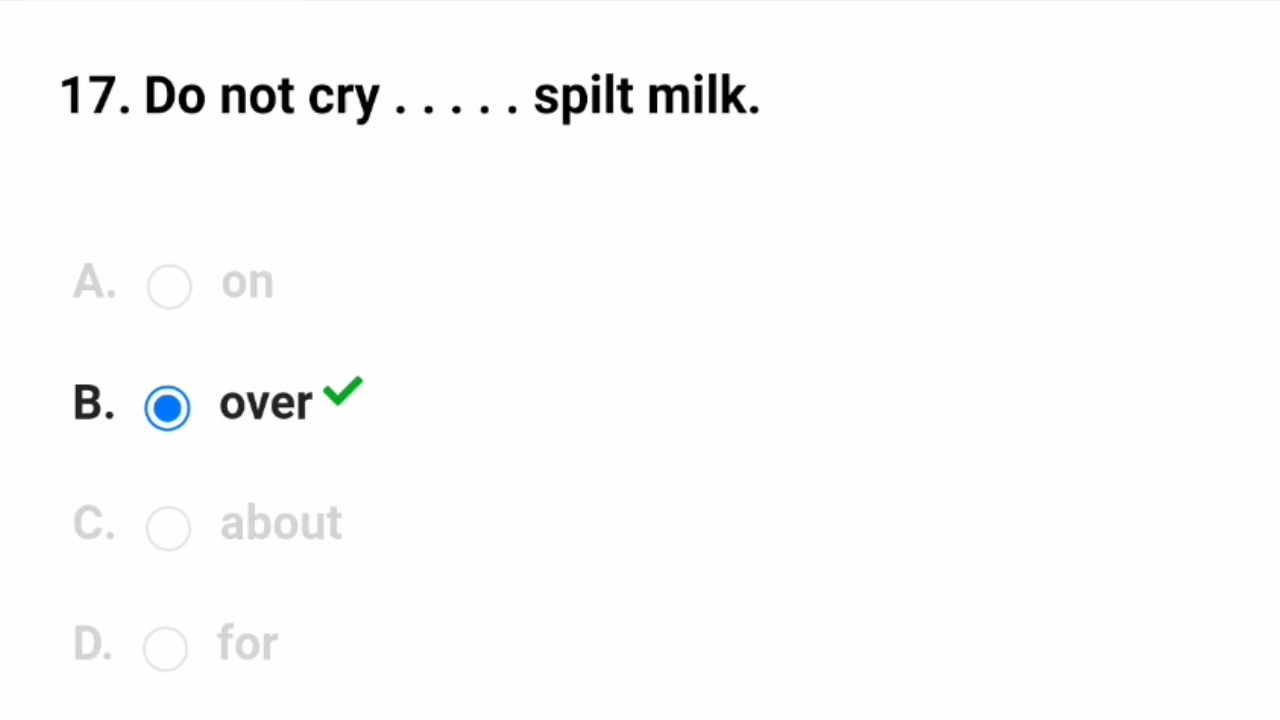 17. Do not cry . . . . . spilt milk.
A. on
B. over
C. about
D. for